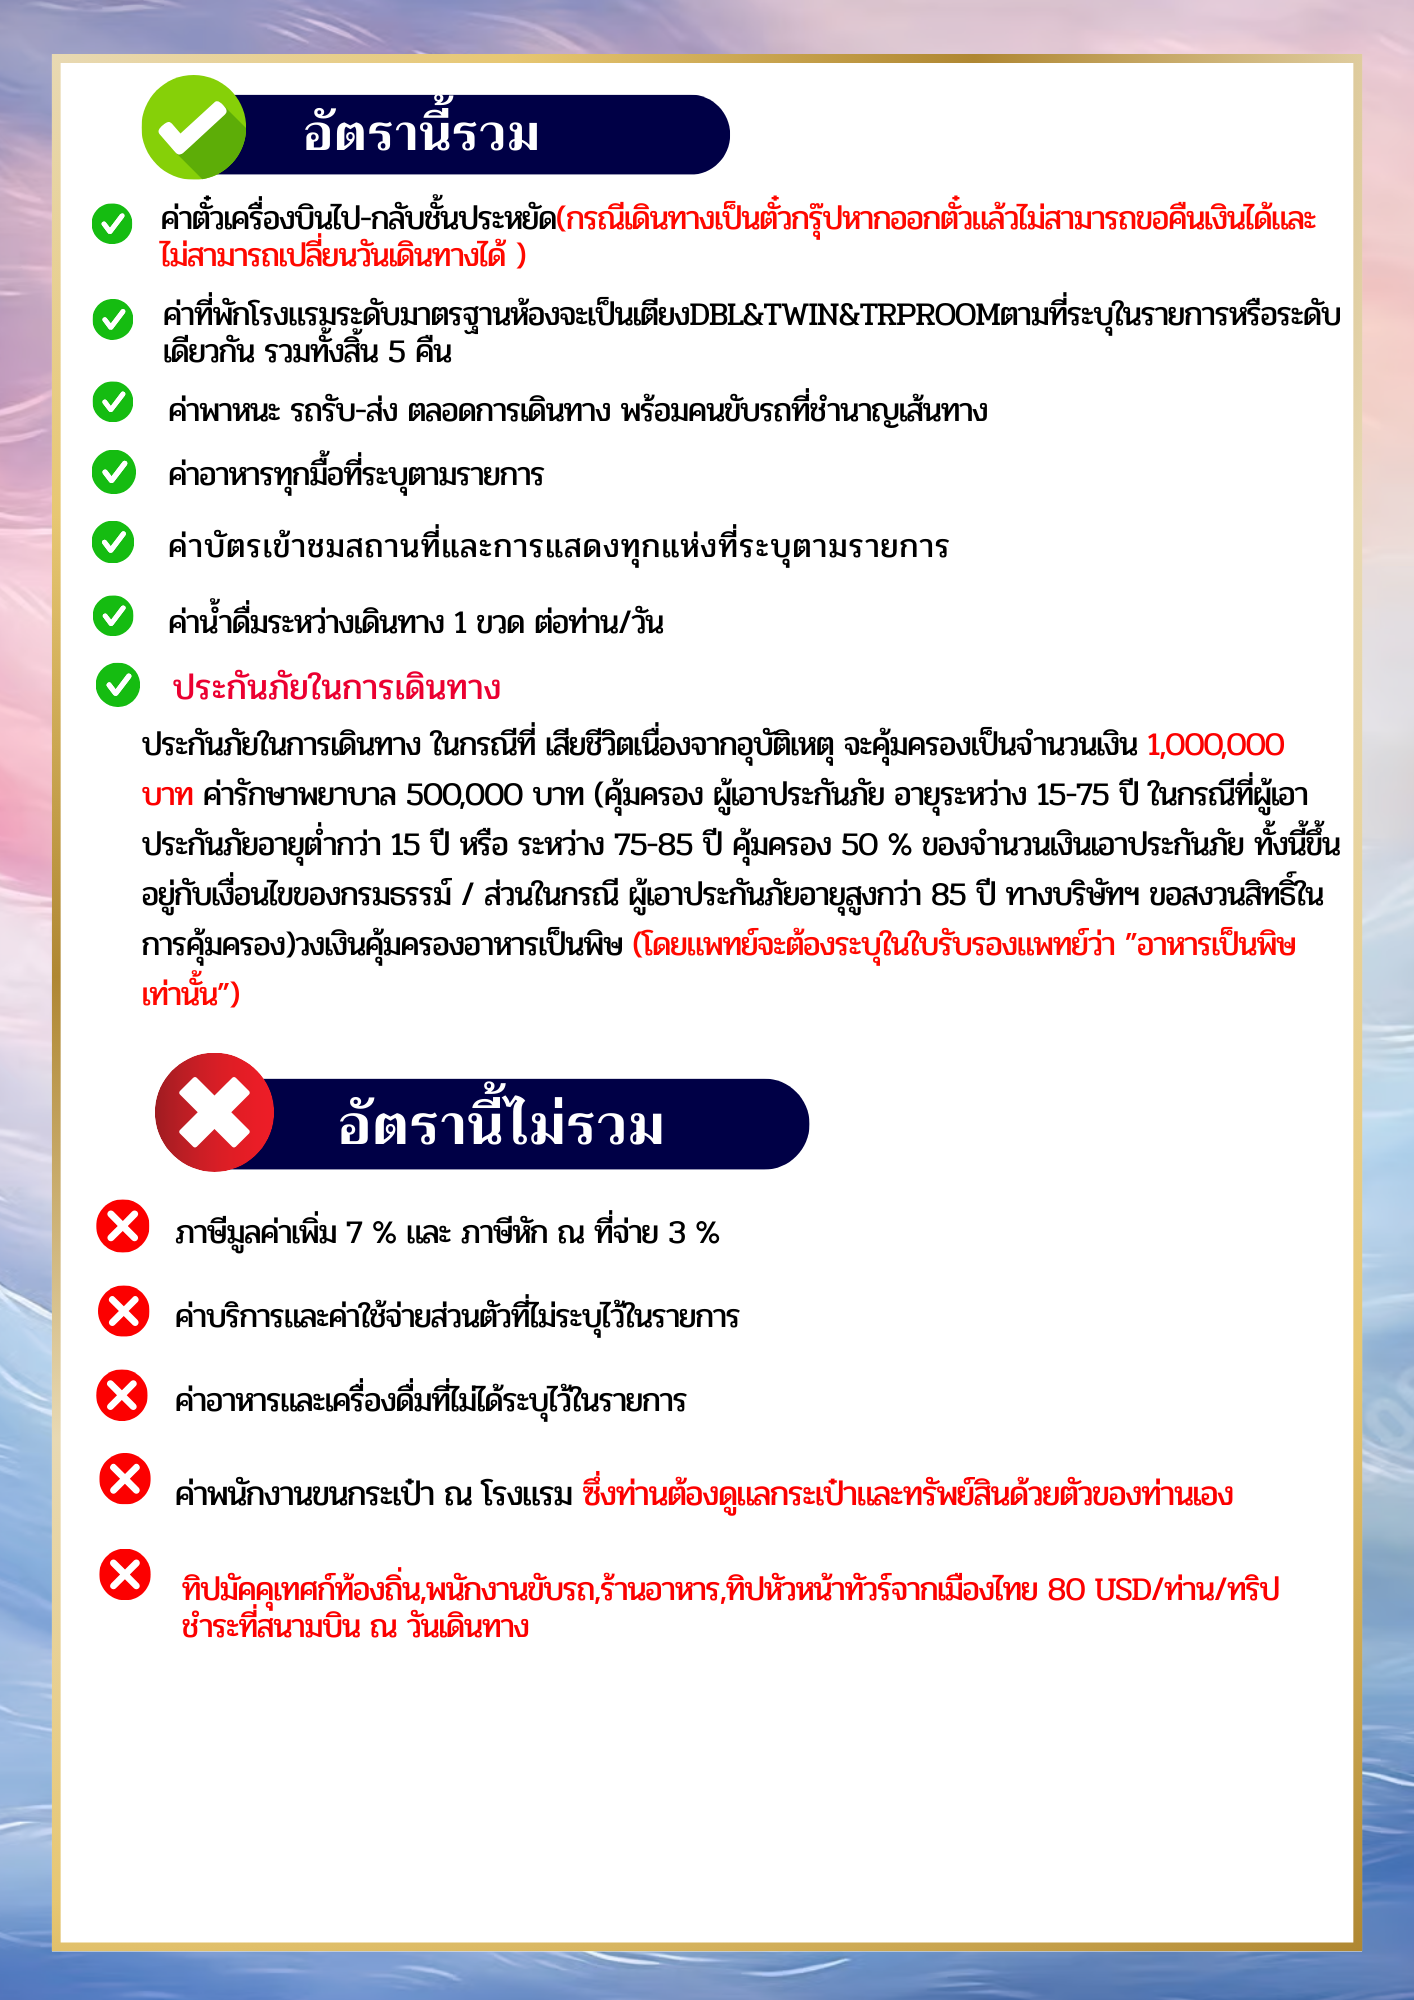 อัตรานี้รวม
ค่าตั๋วเครื่องบินไป-กลับชั้นประหยัด(กรณีเดินทางเป็นตั๋วกรุ๊ปหากออกตั๋วแล้วไม่สามารถขอคืนเงินได้และ
ไม่สามารถเปลี่ยนวันเดินทางได้ )
ค่าที่พักโรงแรมระดับมาตรฐานห้องจะเป็นเตียงDBL&TWIN&TRPROOMตามที่ระบุในรายการหรือระดับ
เดียวกัน รวมทั้งสิ้น 5 คืน
ค่าพาหนะ รถรับ-ส่ง ตลอดการเดินทาง พร้อมคนขับรถที่ชำนาญเส้นทาง
ค่าอาหารทุกมื้อที่ระบุตามรายการ
ค่าบัตรเข้าชมสถานที่และการแสดงทุกแห่งที่ระบุตามรายการ
ค่าน้ำดื่มระหว่างเดินทาง 1 ขวด ต่อท่าน/วัน
ประกันภัยในการเดินทาง
ประกันภัยในการเดินทาง ในกรณีที่ เสียชีวิตเนื่องจากอุบัติเหตุ จะคุ้มครองเป็นจำนวนเงิน 1,000,000
บาท ค่ารักษาพยาบาล 500,000 บาท (คุ้มครอง ผู้เอาประกันภัย อายุระหว่าง 15-75 ปี ในกรณีที่ผู้เอา
ประกันภัยอายุต่ำกว่า 15 ปี หรือ ระหว่าง 75-85 ปี คุ้มครอง 50 % ของจำนวนเงินเอาประกันภัย ทั้งนี้ขึ้น
อยู่กับเงื่อนไขของกรมธรรม์ / ส่วนในกรณี ผู้เอาประกันภัยอายุสูงกว่า 85 ปี ทางบริษัทฯ ขอสงวนสิทธิ์ใน
การคุ้มครอง)วงเงินคุ้มครองอาหารเป็นพิษ (โดยแพทย์จะต้องระบุในใบรับรองแพทย์ว่า "อาหารเป็นพิษ
เท่านั้น")
อัตรานี้ไม่รวม
ภาษีมูลค่าเพิ่ม 7 % และ ภาษีหัก ณ ที่จ่าย 3 %
ค่าบริการและค่าใช้จ่ายส่วนตัวที่ไม่ระบุไว้ในรายการ
ค่าอาหารและเครื่องดื่มที่ไม่ได้ระบุไว้ในรายการ
ค่าพนักงานขนกระเป๋า ณ โรงแรม ซึ่งท่านต้องดูแลกระเป๋าและทรัพย์สินด้วยตัวของท่านเอง
ทิปมัคคุเทศก์ท้องถิ่น,พนักงานขับรถ,ร้านอาหาร,ทิปหัวหน้าทัวร์จากเมืองไทย 80 USD/ท่าน/ทริป
ชำระที่สนามบิน ณ วันเดินทาง